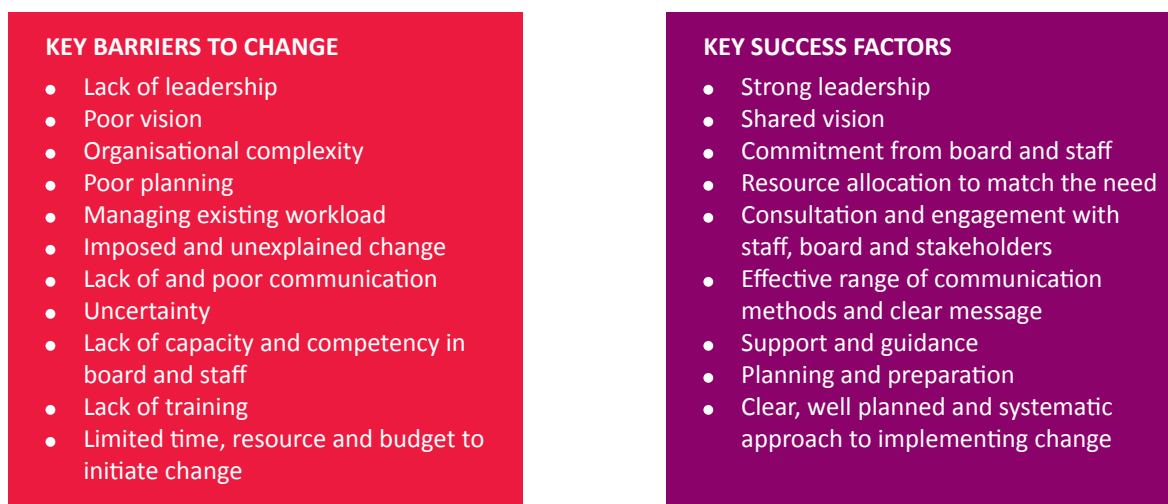 KEY BARRIERS TO CHANGE
• Lack of leadership
• Poor vision
• Organisational complexity
• Poor planning
• Managing existing workload
• Imposed and unexplained change
• Lack of and poor communication
• Uncertainty
• Lack of capacity and competency in
board and staff
• Lack of training
• Limited time, resource and budget to
initiate change
KEY SUCCESS FACTORS
• Strong leadership
• Shared vision
• Commitment from board and staff
• Resource allocation to match the need
• Consultation and engagement with
staff, board and stakeholders
• Effective range of communication
methods and clear message
• Support and guidance
• Planning and preparation
• Clear, well planned and systematic
approach to implementing change